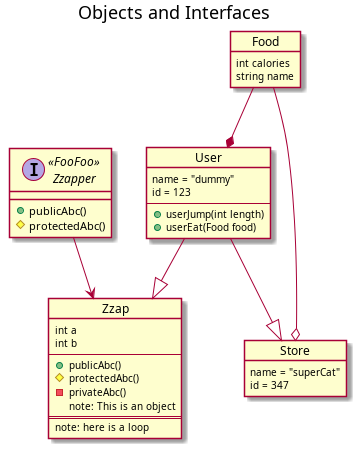 Objects and Interfaces
Food
int calories
string name
I
«FooFoo»
Zzapper
publicAbc()
protectedAbc()
User
name = "dummy"
id = 123
userJump(int length)
userEat(Food food)
Zzap
int a
int b
publicAbc()
protectedAbc()
privateAbc()
note: This is an object
note: here is a loop
Store
name = "superCat"
id = 347